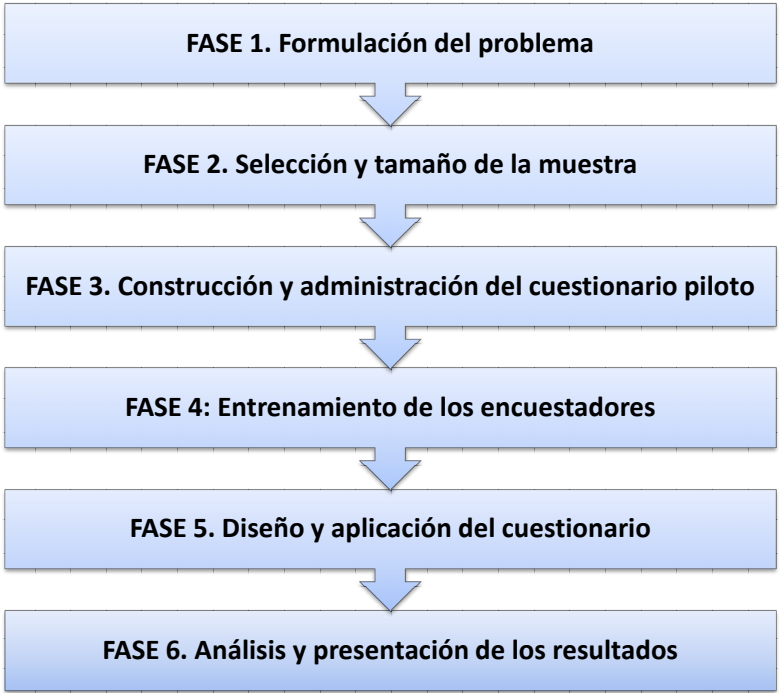 FASE 1. Formulación del problema
FASE 2. Selección y tamaño de la muestra
FASE 3. Construcción y administración del cuestionario piloto
FASE 4: Entrenamiento de los encuestadores
FASE 5. Diseño y aplicación del cuestionario
FASE 6. Análisis y presentación de los resultados